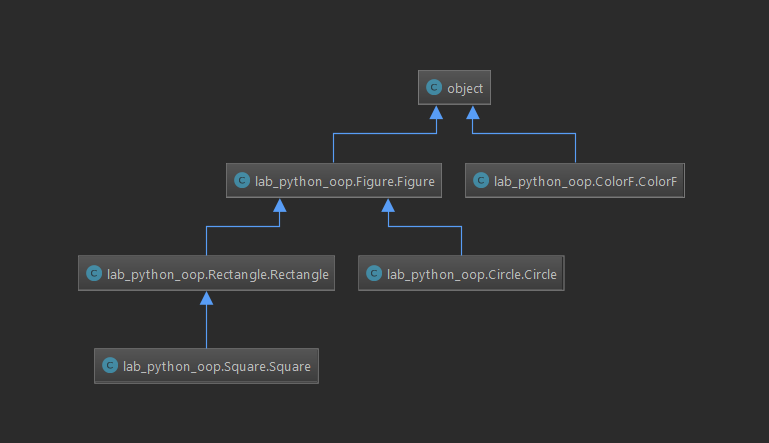 C object
C lab_python_oop.Figure.Figure
C lab_python_oop.ColorF.ColorF
C lab_python_oop.Rectangle.Rectangle
C lab_python_oop.Circle.Circle
C lab_python_oop.Square.Square